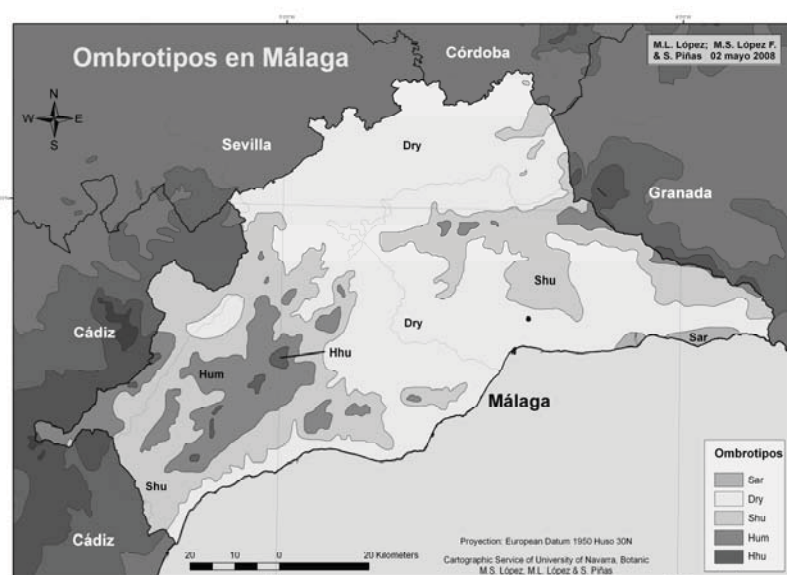 Ombrotipos en Málaga
Córdoba
M.L. López; M.S. López F.
& S. Piñas 02 mayo 2008
N
W E
S
Sevilla
Dry
Granada
Shu
Cádiz
Dry
Sar
Hhu
Hum
Málaga
Shu
Cádiz
Ombrotipos
Sar
Dry
Shu
Hum
Hhu
20 10 0 20 Kilometers
Proyection: European Datum 1950 Huso 30N
Cartographic Service of University of Navarra, Botanic
M.S. López, M.L. López & S. Piñas